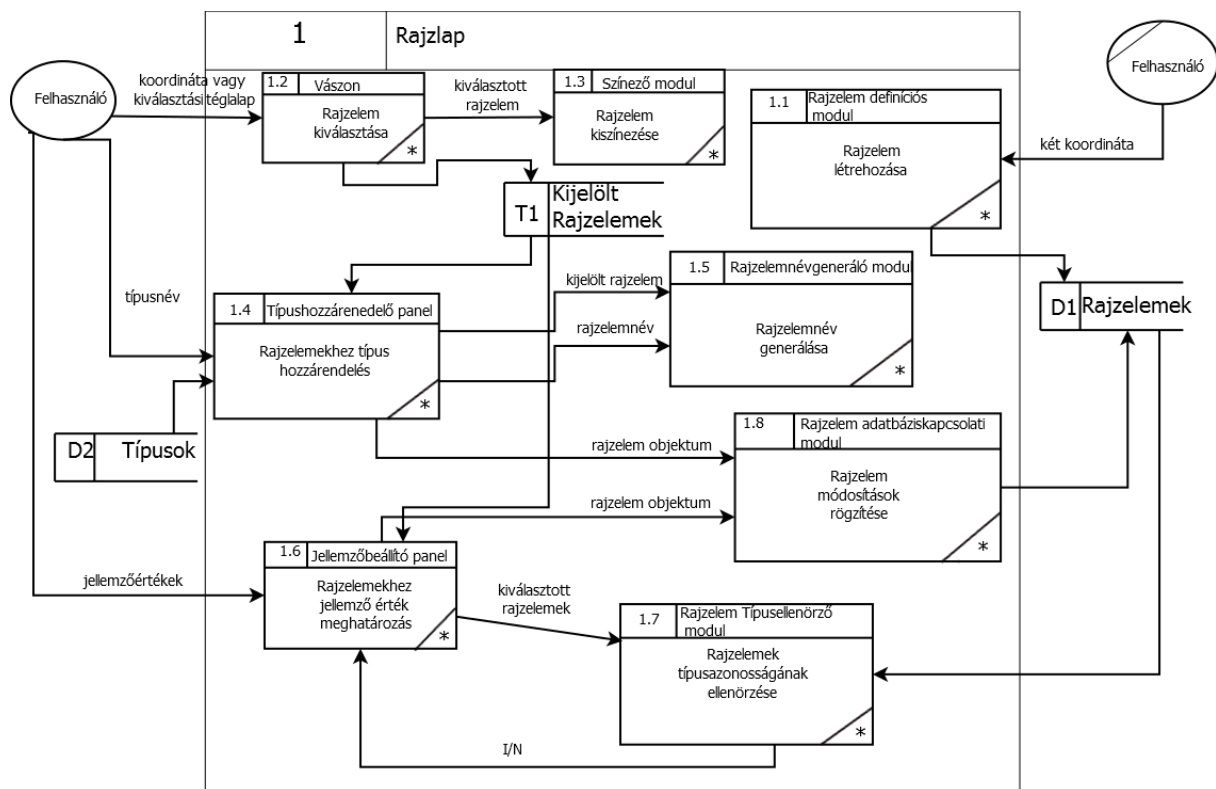 1
Rajzlap
Felhasználó
koordináta vagy
kiválasztási téglalap
1.2
Vászon
Rajzelem
kiválasztása
*
kiválasztott
rajzelem
1.3
Színező modul
Rajzelem
kiszínezése
*
1.1
Rajzelem definíciós
modul
Rajzelem
létrehozása
*
két koordináta
Felhasználó
T1
Kijelölt
Rajzelemek
típusnév
1.4
Típushozzárenedelő panel
Rajzelemekhez típus
hozzárendelés
*
kijelölt rajzelem
rajzelemnév
1.5
Rajzelemnévgeneráló modul
Rajzelemnév
generálása
*
D1
Rajzelemek
D2
Típusok
rajzelem objektum
rajzelem objektum
1.8
Rajzelem adatbáziskapcsolati
modul
Rajzelem
módosítások
rögzítése
*
jellemzőértékek
1.6
Jellemzőbeállító panel
Rajzelemekhez
jellemző érték
meghatározás
*
kiválasztott
rajzelemek
1.7
Rajzelem Típusellenörző
modul
Rajzelemek
típusazonosságának
ellenörzése
*
I/N